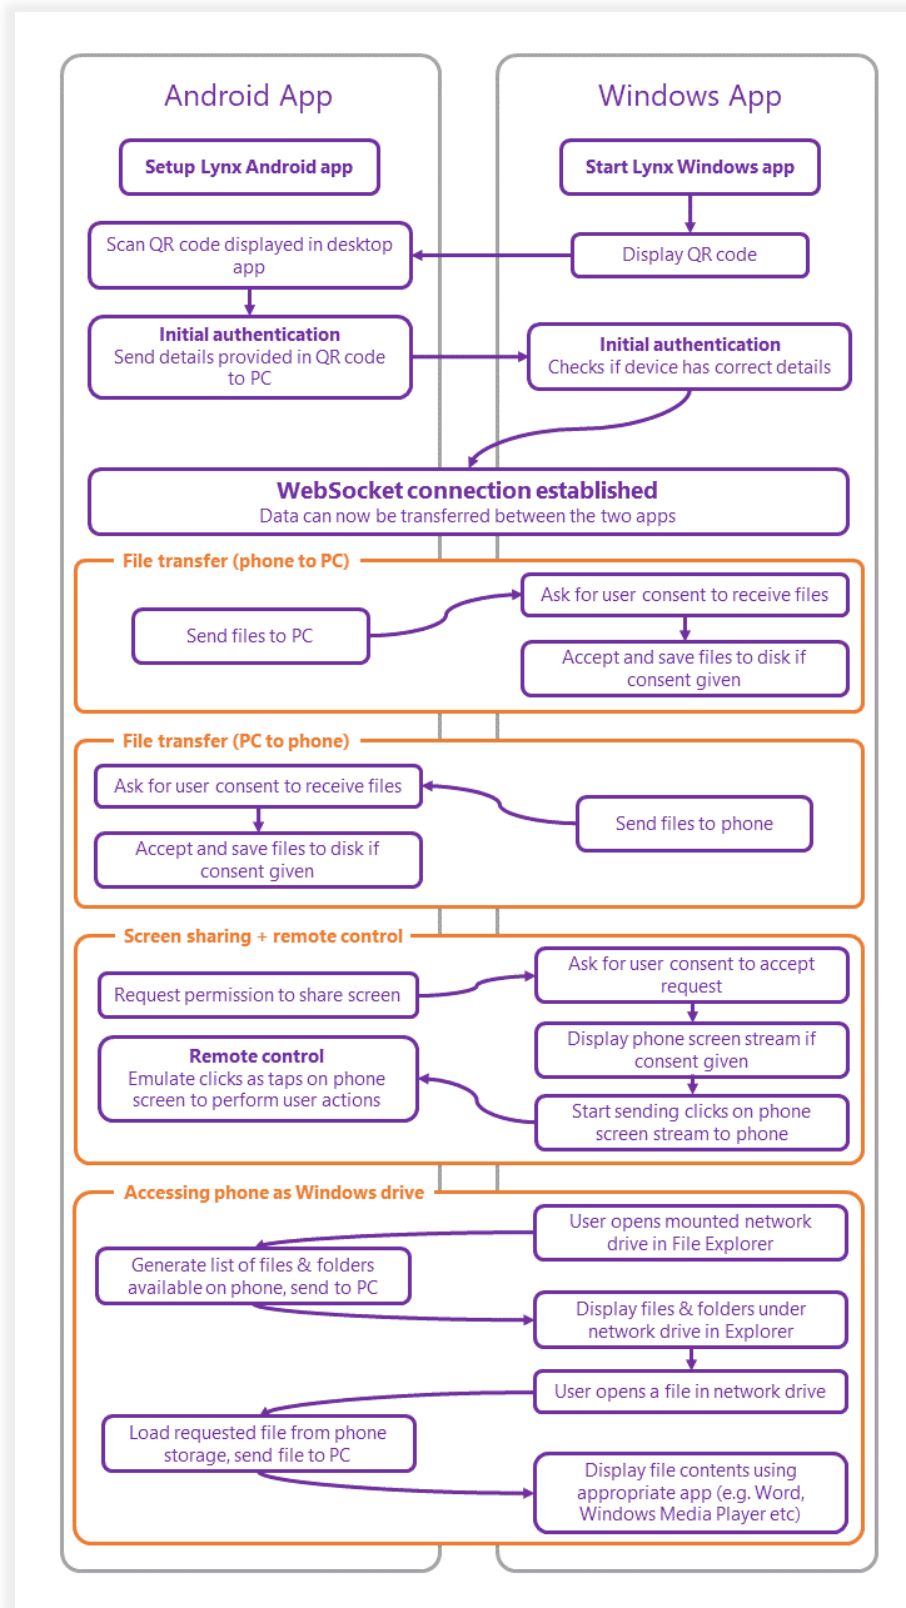 Android App
Windows App
Setup Lynx Android app
Start Lynx Windows app
Scan QR code displayed in desktop
app
Display QR code
Initial authentication
Send details provided in QR code
to PC
Initial authentication
Checks if device has correct details
WebSocket connection established
Data can now be transferred between the two apps
File transfer (phone to PC)
Send files to PC
Ask for user consent to receive files
Accept and save files to disk if
consent given
File transfer (PC to phone)
Ask for user consent to receive files
Accept and save files to disk if
consent given
Send files to phone
Screen sharing + remote control
Request permission to share screen
Ask for user consent to accept
request
Display phone screen stream if
consent given
Start sending clicks on phone
screen stream to phone
Remote control
Emulate clicks as taps on phone
screen to perform user actions
Accessing phone as Windows drive
User opens mounted network
drive in File Explorer
Generate list of files & folders
available on phone, send to PC
Display files & folders under
network drive in Explorer
User opens a file in network drive
Load requested file from phone
storage, send file to PC
Display file contents using
appropriate app (e.g. Word,
Windows Media Player etc)